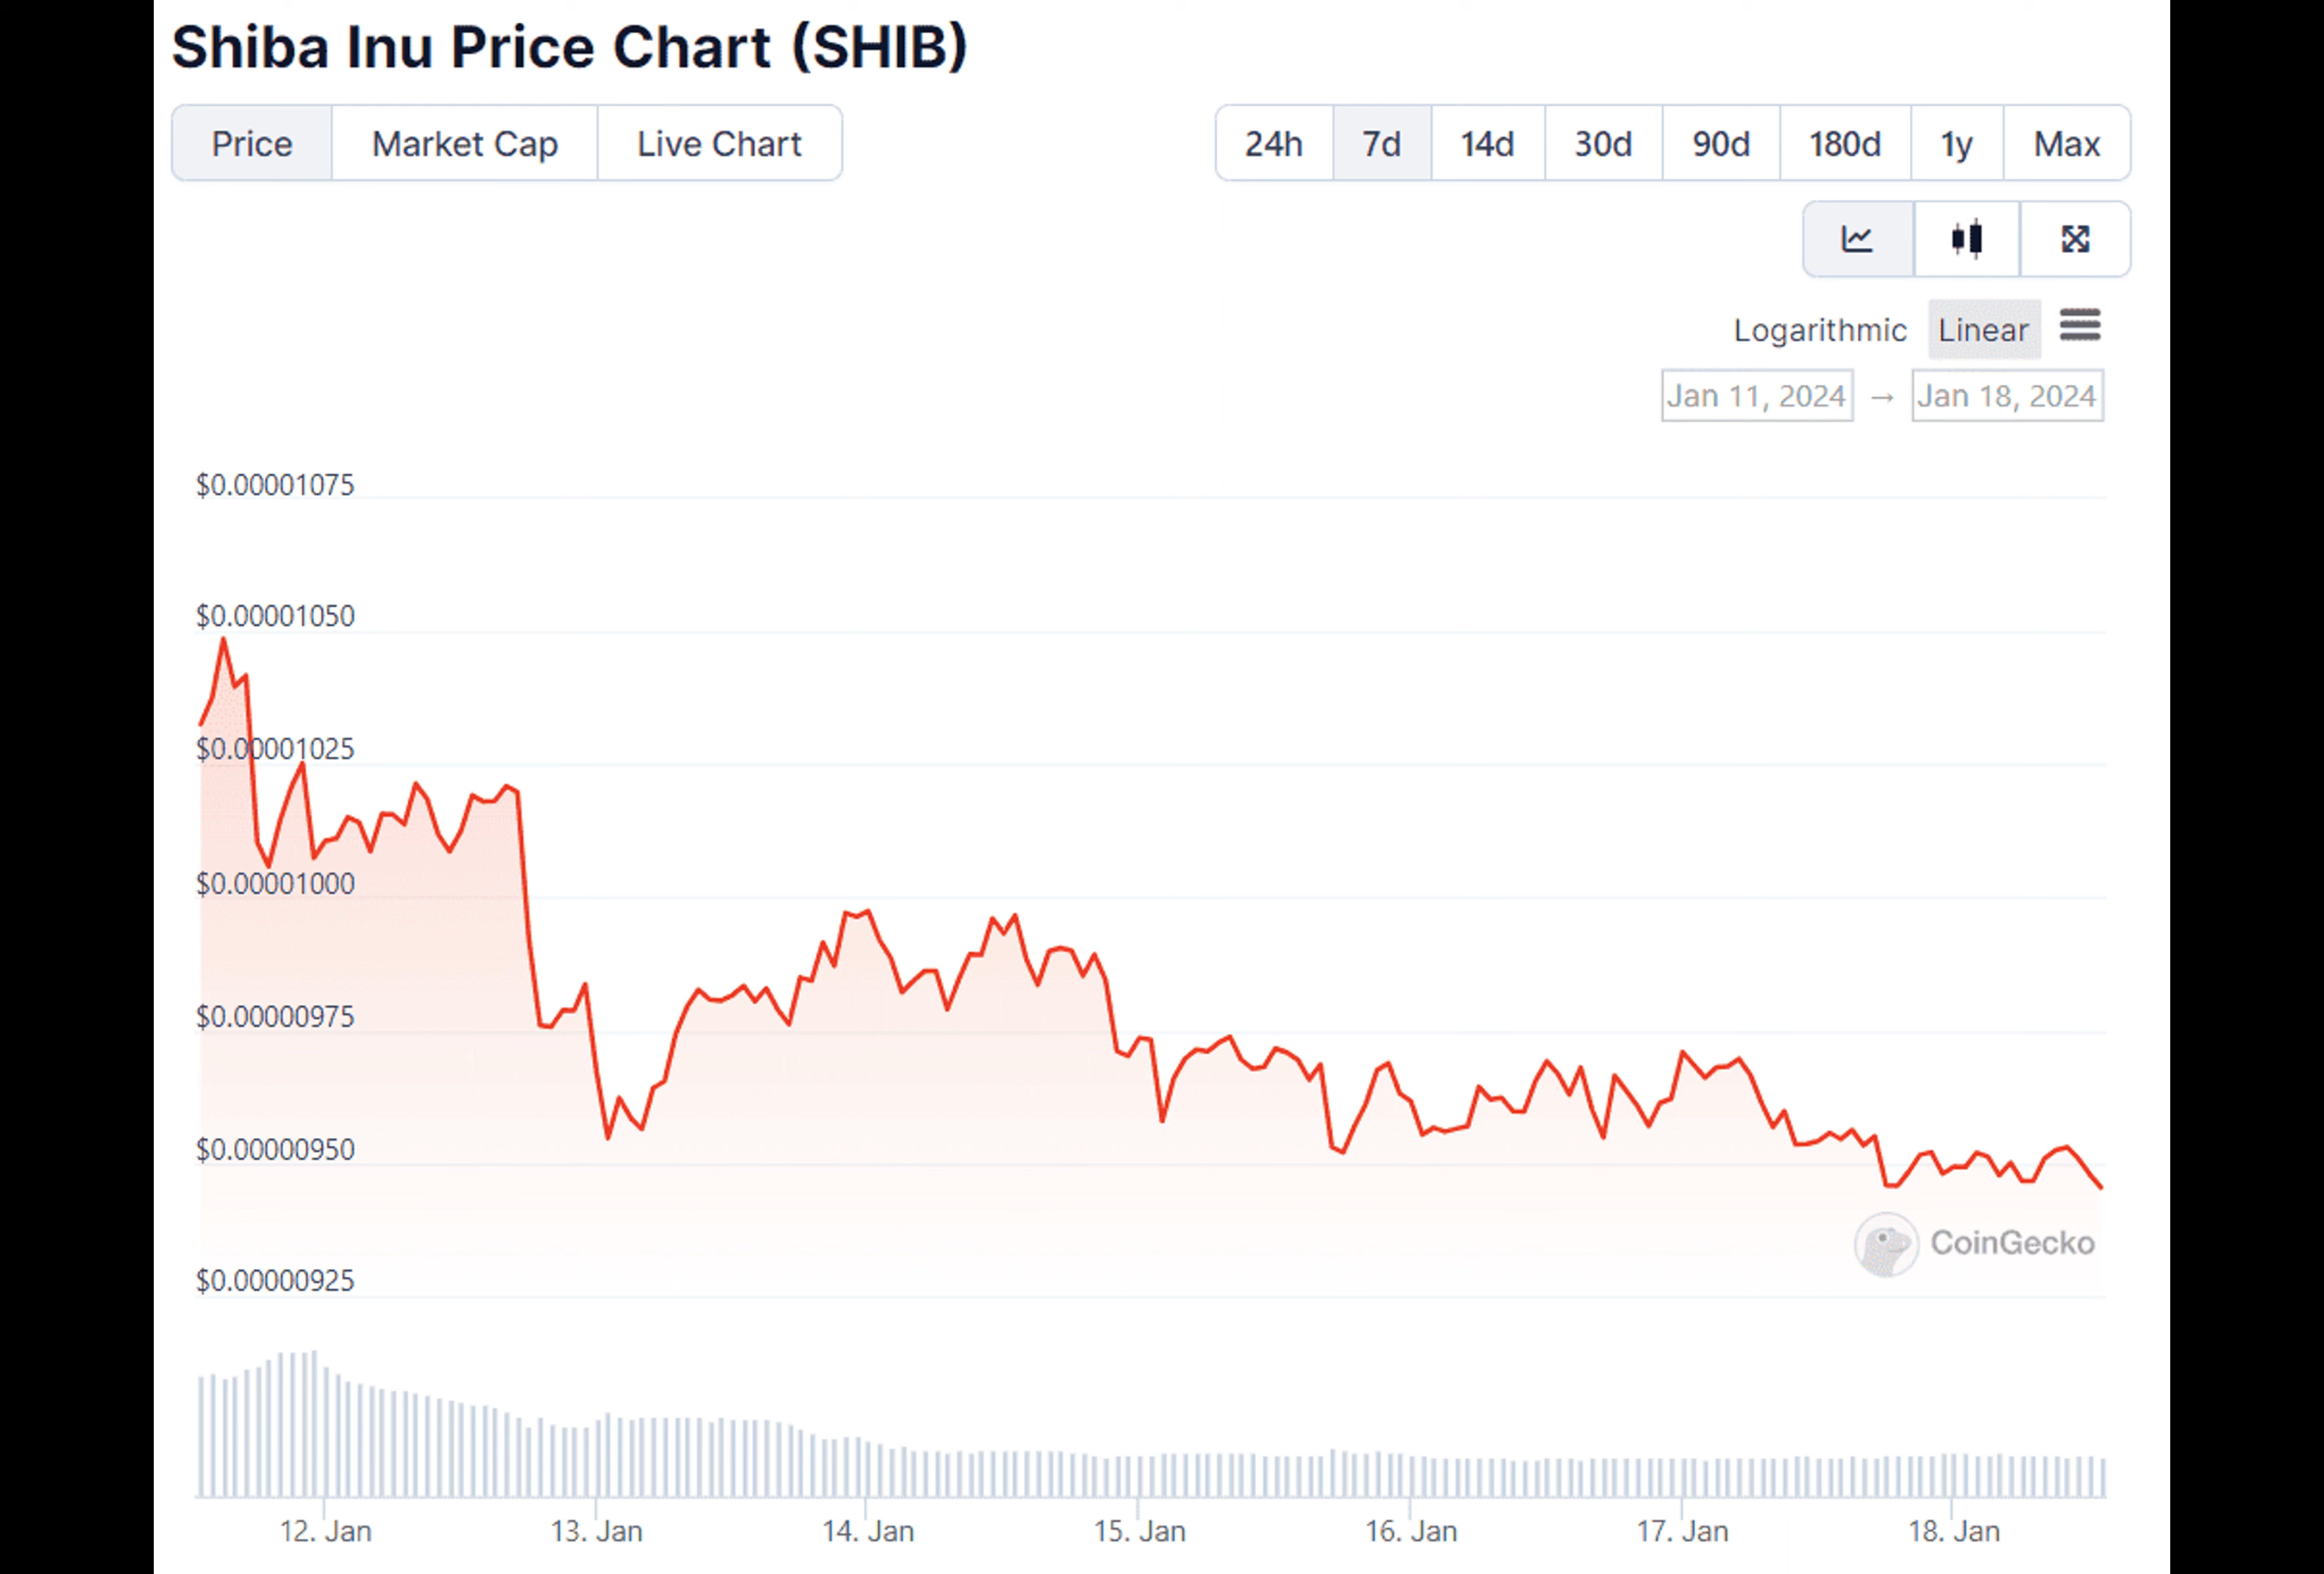 Shiba Inu Price Chart (SHIB)
Price Market Cap Live Chart 24h 7d 14d 30d 90d 180d 1y Max
Logarithmic Linear
Jan 11, 2024 → Jan 18, 2024
$0.00001075
$0.00001050
$0.00001025
$0.00001000
$0.00000975
$0.00000950
CoinGecko
$0.00000925
12. Jan 13. Jan 14. Jan 15. Jan 16. Jan 17. Jan 18. Jan